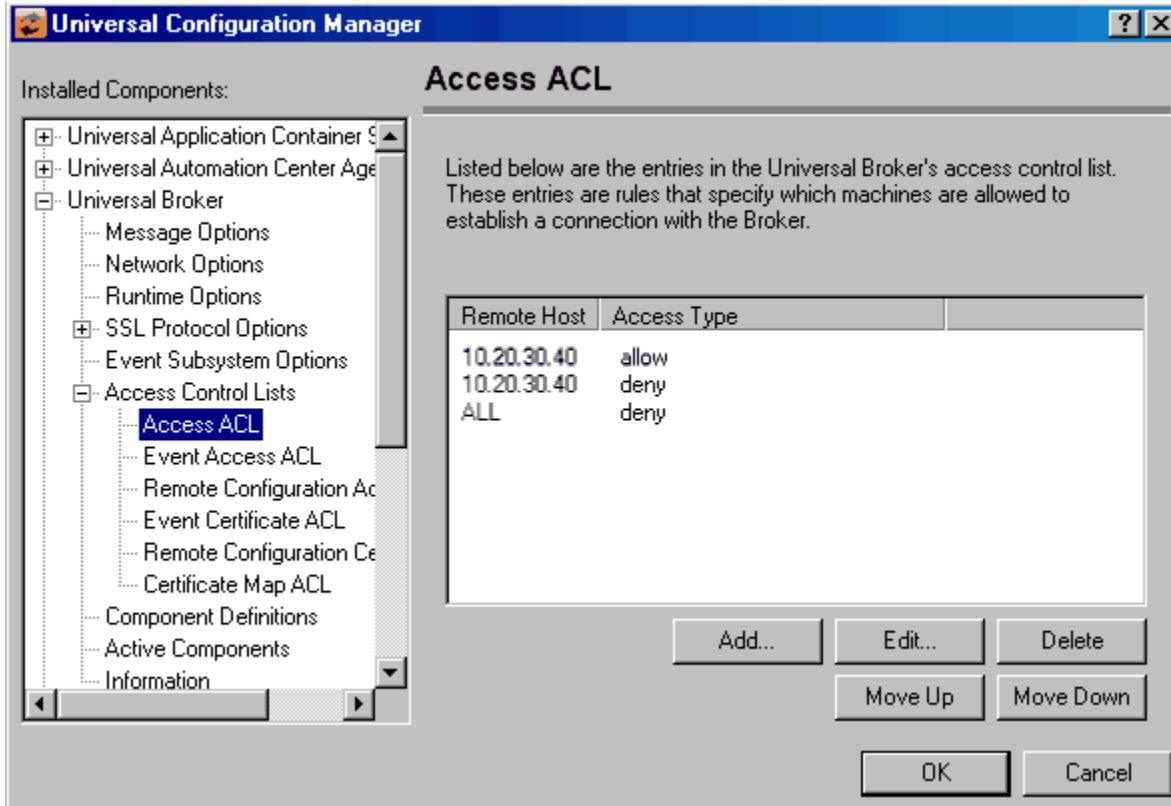 Universal Configuration Manager
Installed Components:
Universal Application Container S
Universal Automation Center Age
Universal Broker
Message Options
Network Options
Runtime Options
SSL Protocol Options
Event Subsystem Options
Access Control Lists
Access ACL
Event Access ACL
Remote Configuration Ac
Event Certificate ACL
Remote Configuration Ce
Certificate Map ACL
Component Definitions
Active Components
Information
Access ACL
Listed below are the entries in the Universal Broker's access control list.
These entries are rules that specify which machines are allowed to
establish a connection with the Broker.
Remote Host Access Type
10.20.30.40 allow
10.20.30.40 deny
ALL deny
Add... Edit... Delete
Move Up Move Down
OK Cancel